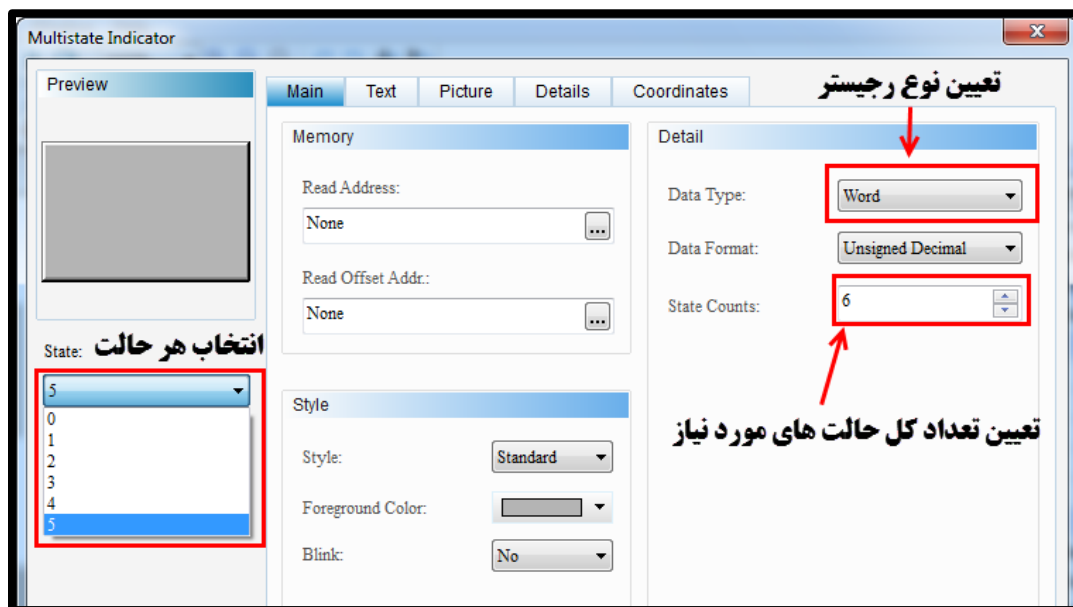 Multistate Indicator
Preview
Main Text Picture Details Coordinates
تعیین نوع رجیستر
Memory
Detail
Read Address:
Data Type:
Word
None
...
Data Format:
Unsigned Decimal
Read Offset Addr.:
State Counts:
6
None
...
State:
انتخاب هر حالت
5
0
1
2
3
4
5
Style
تعیین تعداد کل حالت های مورد نیاز
Style:
Standard
Foreground Color:
Blink:
No